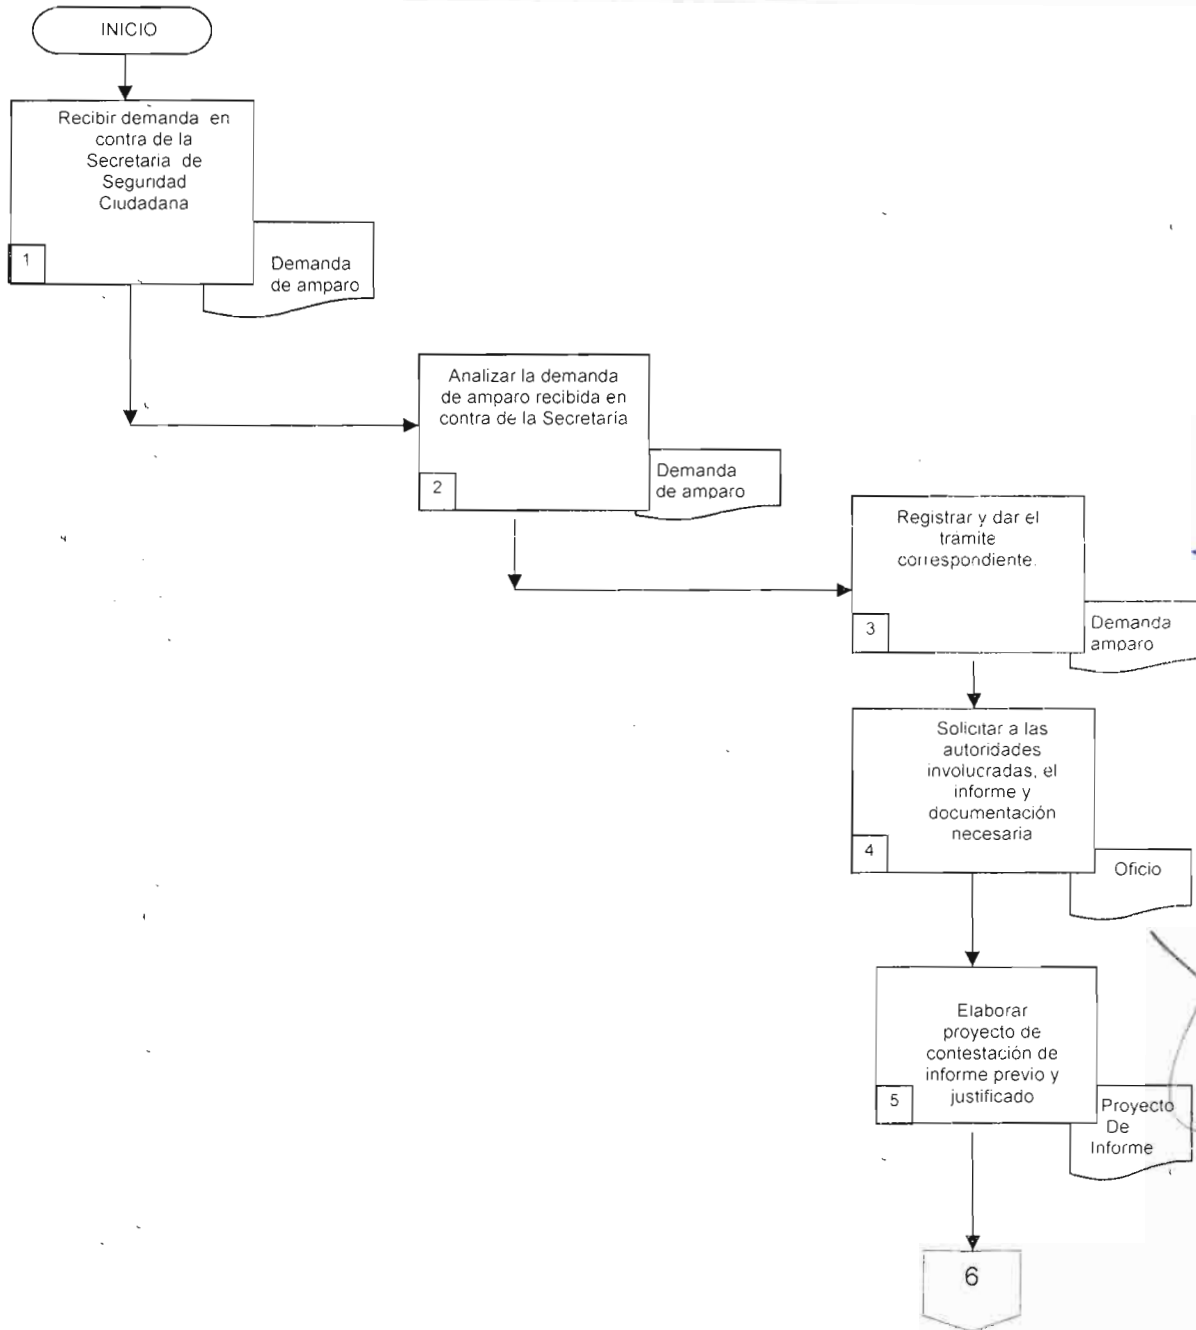 INICIO
Recibir demanda en
contra de la
Secretaria de
Seguridad
Ciudadana
1
Demanda
de amparo
Analizar la demanda
de amparo recibida en
contra de la Secretaría
2
Demanda
de amparo
Registrar y dar el
trámite
correspondiente.
3
Demanda
amparo
Solicitar a las
autoridades
involucradas, el
informe y
documentación
necesaria
4
Oficio
Elaborar
proyecto de
contestación de
informe previo y
justificado
5
Proyecto
De
Informe
6